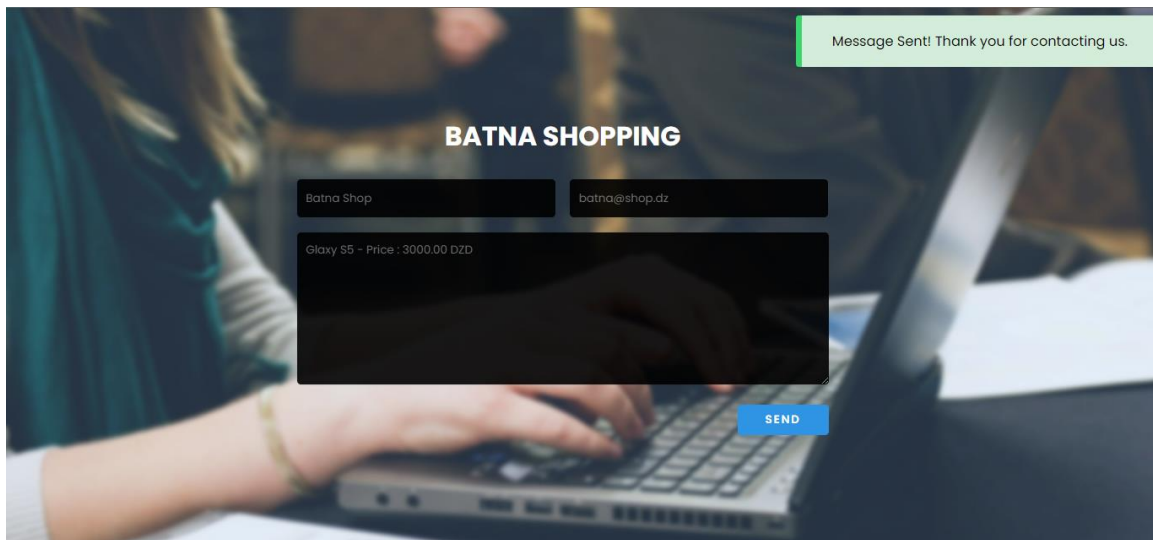 Message Sent! Thank you for contacting us.
BATNA SHOPPING
Batna Shop
batna@shop.dz
Glaxy S5 - Price : 3000.00 DZD
SEND